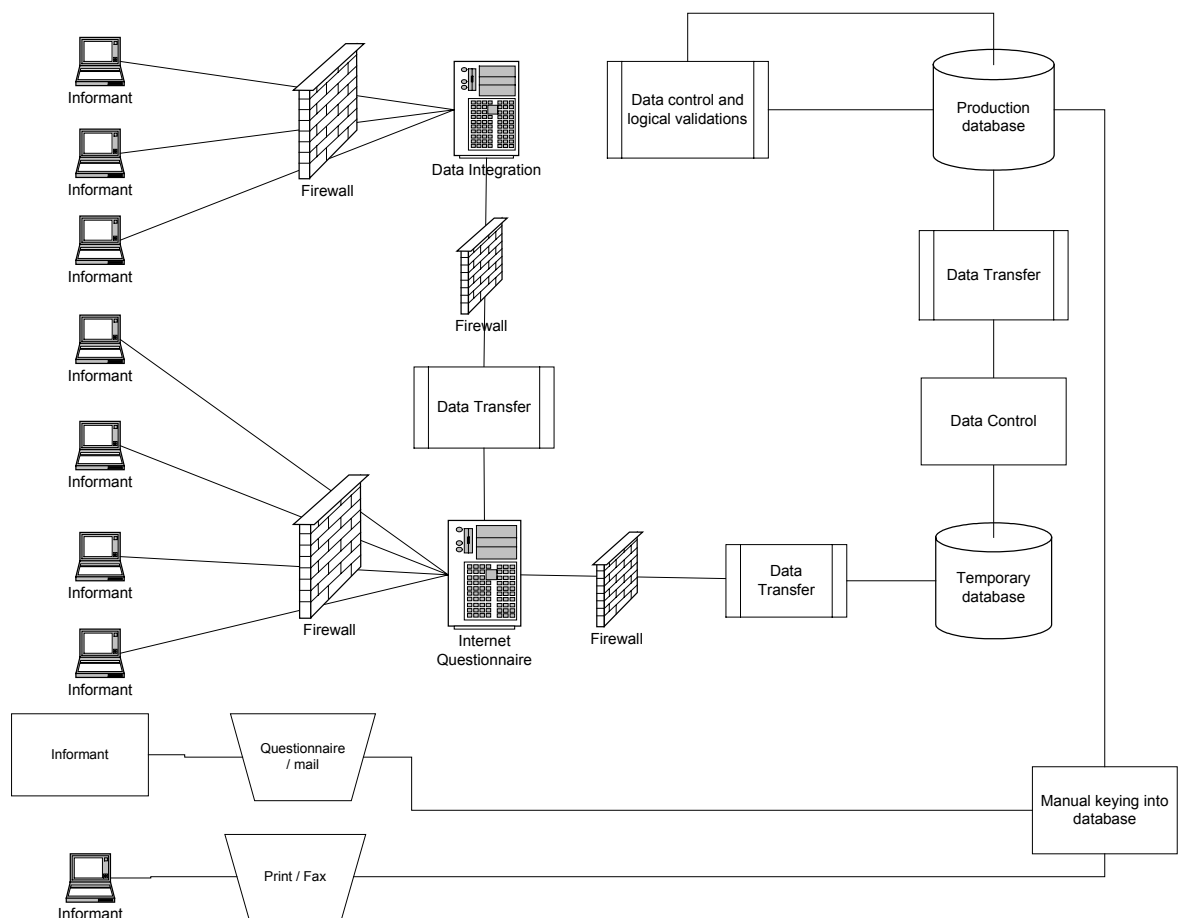 Informant
Informant
Informant
Firewall
Data Integration
Data control and
logical validations
Production
database
Firewall
Data Transfer
Data Transfer
Data Control
Informant
Informant
Informant
Informant
Firewall
Internet
Questionnaire
Firewall
Data
Transfer
Temporary
database
Informant
Questionnaire
/ mail
Manual keying into
database
Informant
Print / Fax